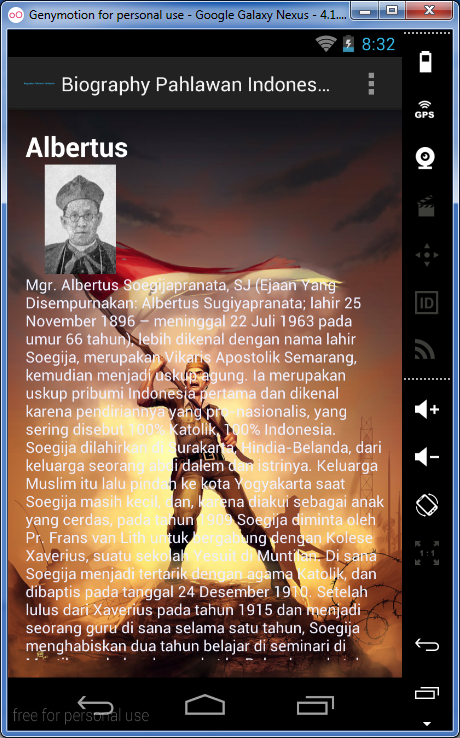 Genymotion for personal use - Google Galaxy Nexus - 4.1....
8:32
Biography Pahlawan Indones...
GPS
Albertus
ID
Mgr. Albertus Soegijapranata, SJ (Ejaan Yang
Disempurnakan: Albertus Sugiyapranata; lahir 25
November 1896 – meninggal 22 Juli 1963 pada
umur 66 tahun), lebih dikenal dengan nama lahir
Soegija, merupakan Vikaris Apostolik Semarang,
kemudian menjadi uskup agung. Ia merupakan
uskup pribumi Indonesia pertama dan dikenal
karena pendiriannya yang pro-nasionalis, yang
sering disebut "100% Katolik, 100% Indonesia.
Soegija dilahirkan di Surakarta, Hindia-Belanda, dari
keluarga seorang abdi dalem dan istrinya. Keluarga
Muslim itu lalu pindah ke kota Yogyakarta saat
Soegija masih kecil, dan, karena diakui sebagai anak
yang cerdas, pada tahun 1909 Soegija diminta oleh
Pr. Frans van Lith untuk bergabung dengan Kolese
Xaverius, suatu sekolah Yesuit di Muntilan. Di sana
1:1
Soegija menjadi tertarik dengan agama Katolik, dan
dibaptis pada tanggal 24 Desember 1910. Setelah
lulus dari Xaverius pada tahun 1915 dan menjadi
seorang guru di sana selama satu tahun, Soegija
menghabiskan dua tahun belajar di seminari di
free for personal use